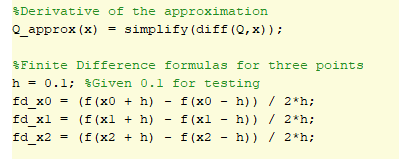 %Derivative of the approximation
Q_approx(x) = simplify(diff(Q,x));
%Finite Difference formulas for three points
h = 0.1; %Given 0.1 for testing
fd_x0 = (f(x0 + h) - f(x0 - h)) / 2*h;
fd_x1 = (f(x1 + h) - f(x1 - h)) / 2*h;
fd_x2 = (f(x2 + h) - f(x2 - h)) / 2*h;